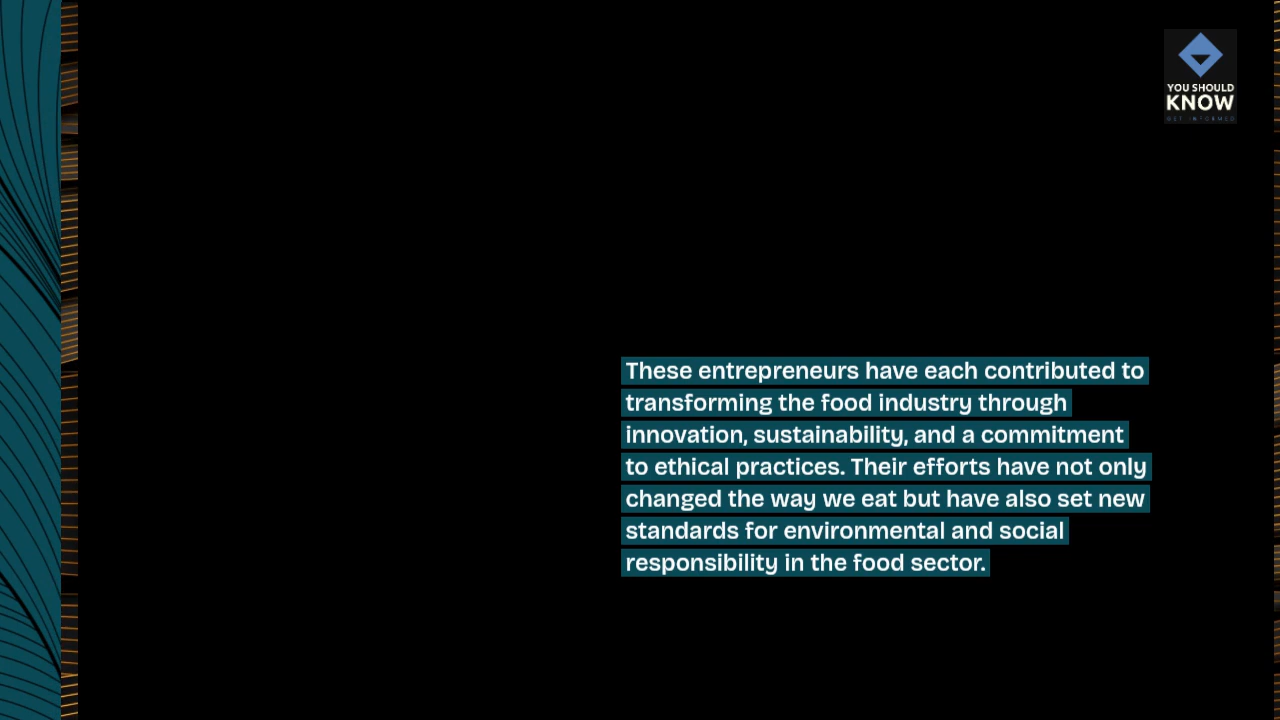 YOU SHOULD
KNOW
GET INFORMED
These entrepreneurs have each contributed to
transforming the food industry through
innovation, sustainability, and a commitment
to ethical practices. Their efforts have not only
changed the way we eat but have also set new
standards for environmental and social
responsibility in the food sector.